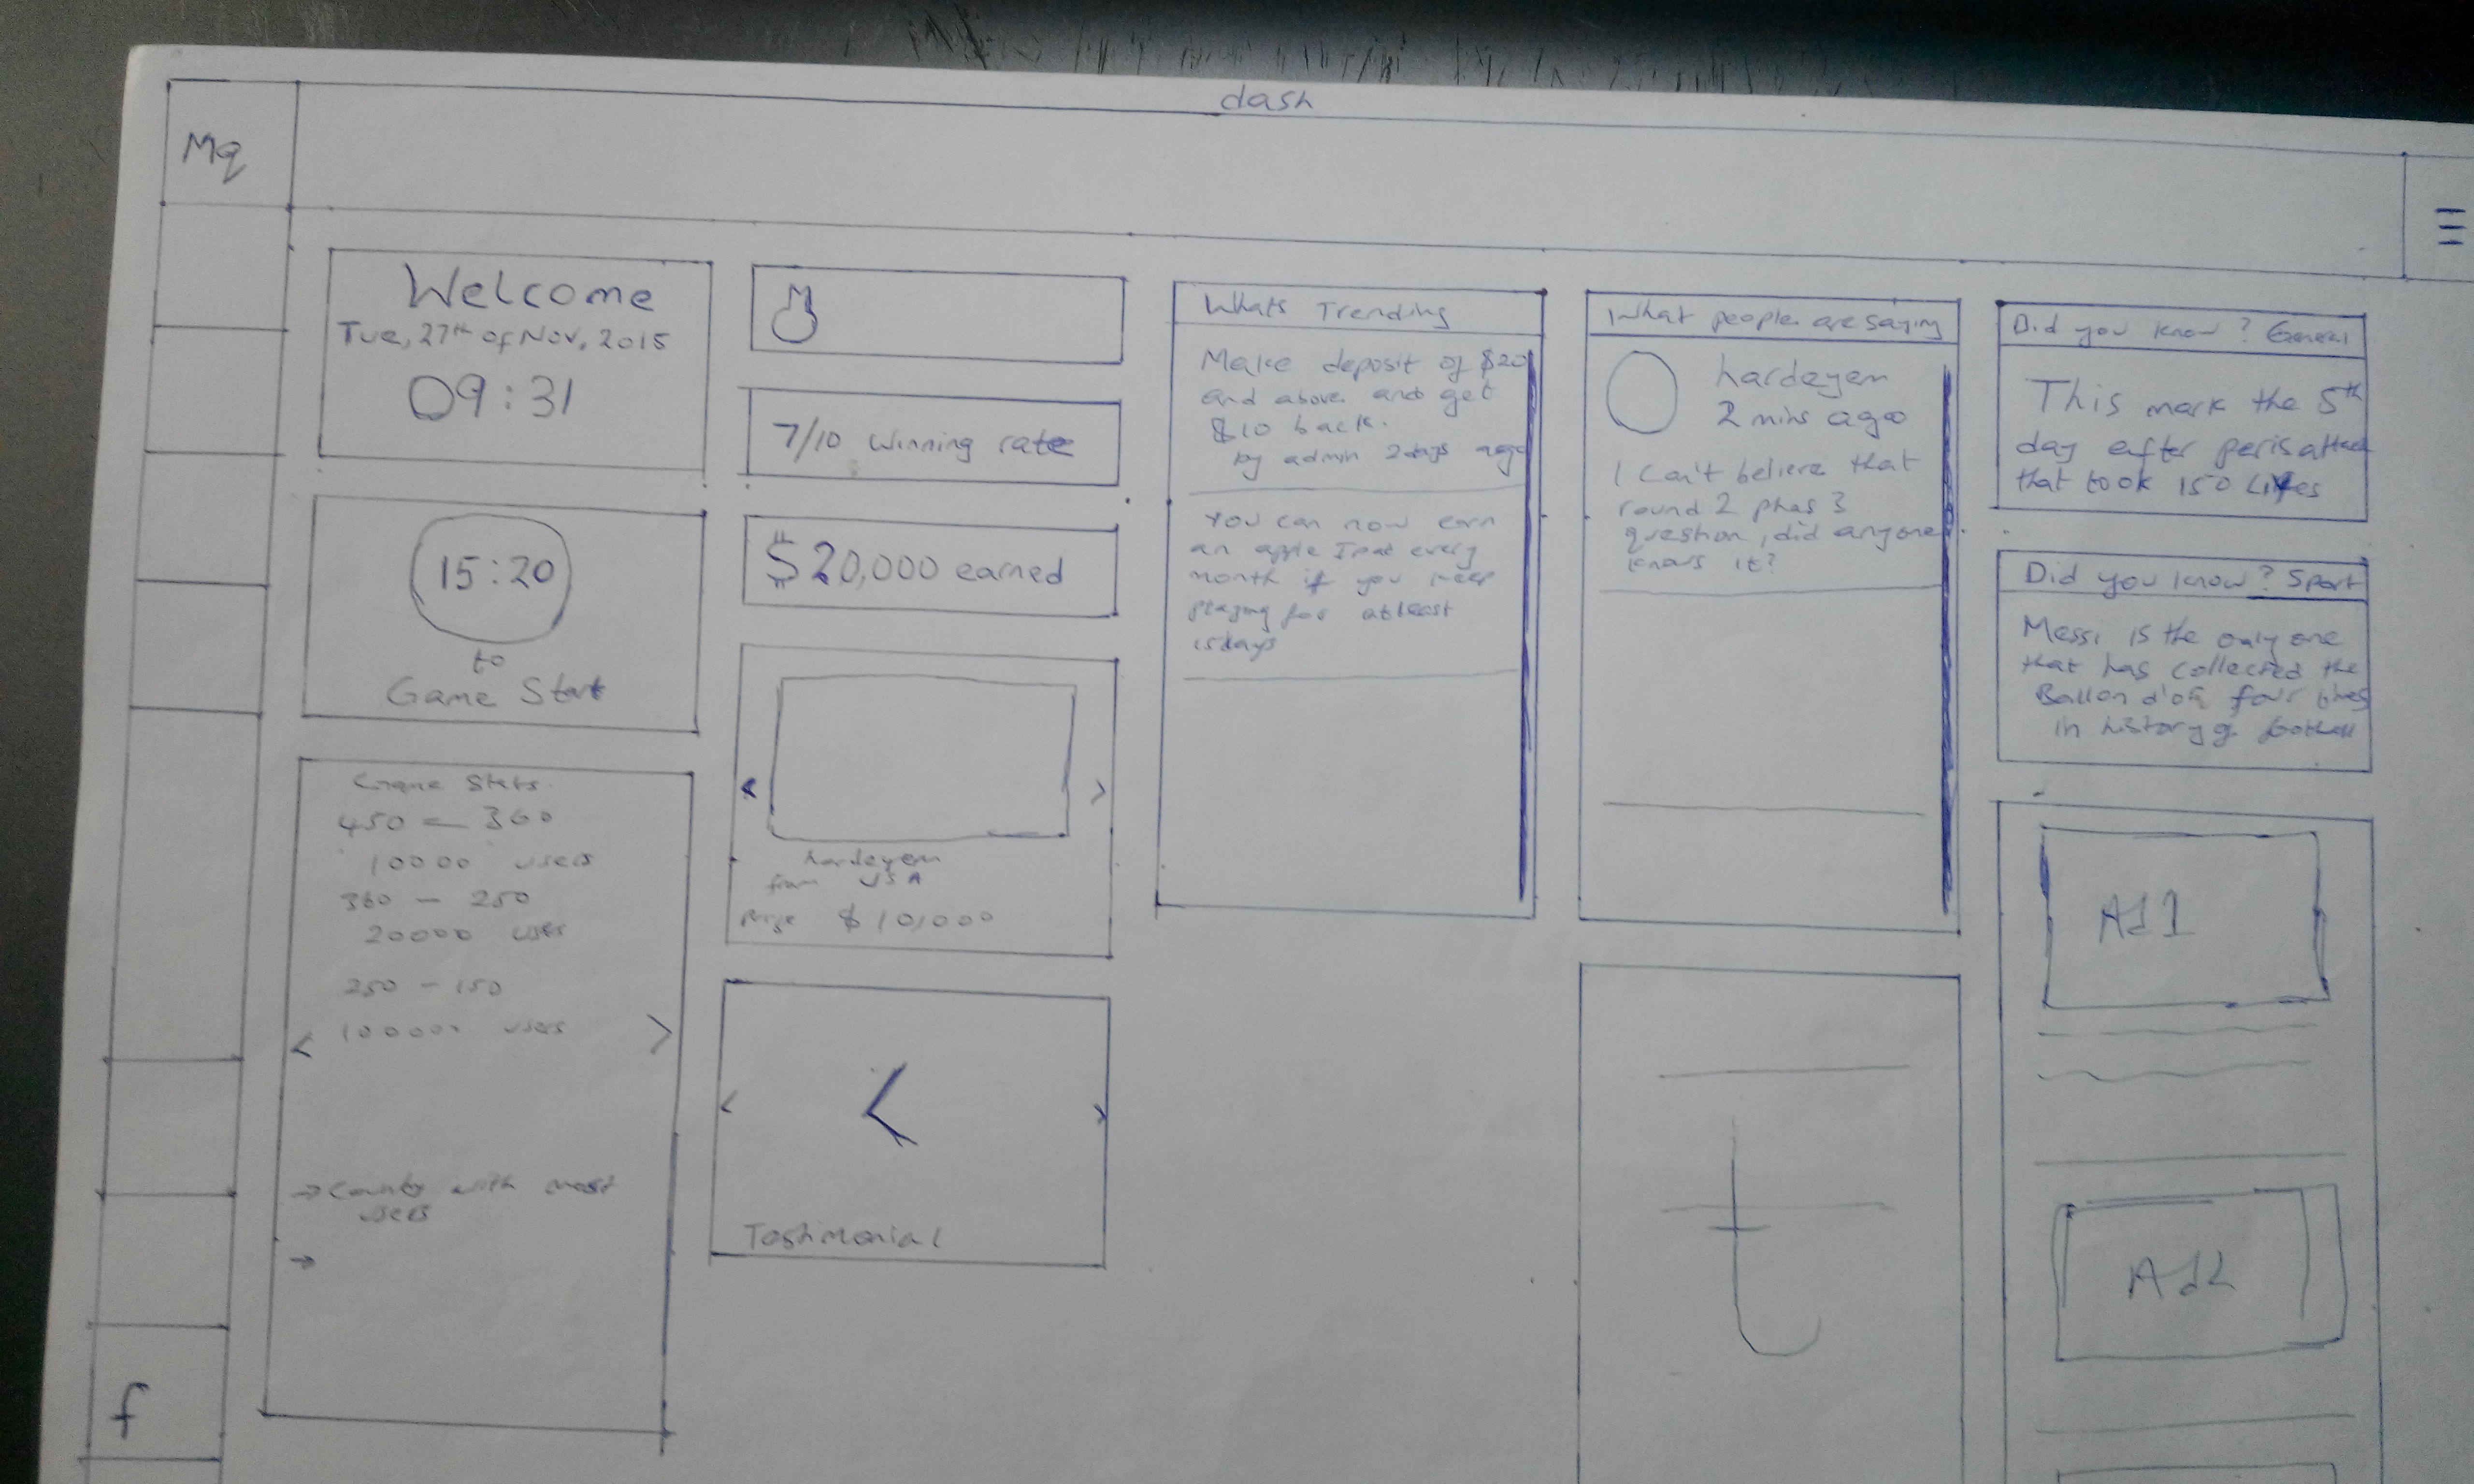 dash
Mq
Welcome
Tue, 27th of Nov, 2015
09:31
15:20
to
Game Start
Game Stats
450 - 360
10000 users
360 - 250
20000 users
250 - 150
100000 users
<
>
→ Country with most
users
→
f
7/10 winning rate
$20,000 earned
<
>
hardeyem
from USA
prize $10,000
<
<
>
Testimonial
Whats Trending
Make deposit of $20
and above and get
$10 back.
by admin 2days ago
You can now earn
an apple Ipad every
month if you keep
playing for atleast
15days
What people are saying
hardeyem
2 mins ago
I can't believe that
round 2 phas 3
question, did anyone
knows it?
t
Did you know? General
This mark the 5th
day after peris attack
that took 150 Lives
Did you know? Sport
Messi is the only one
that has collected the
Ballon d'or four times
in history of football
Ad 1
Ad2